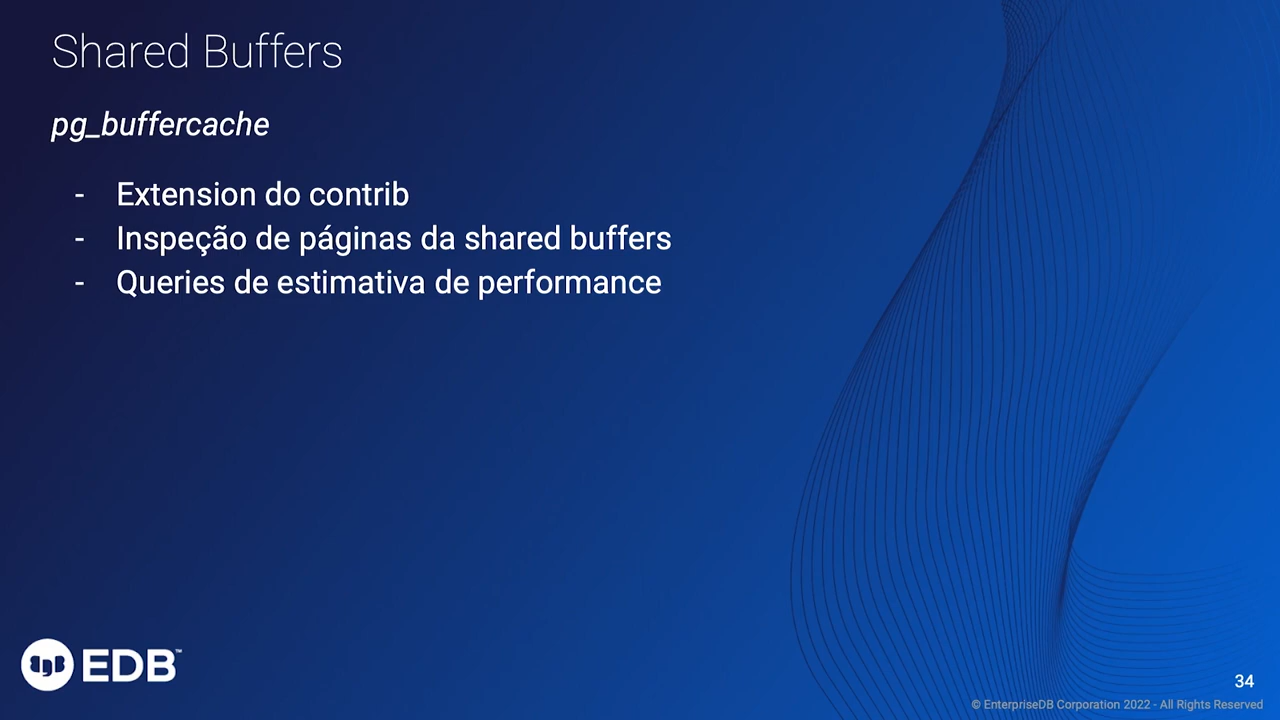 Shared Buffers
pg_buffercache
- Extension do contrib
- Inspeção de páginas da shared buffers
- Queries de estimativa de performance
EDB™
34
© EnterpriseDB Corporation 2022 - All Rights Reserved